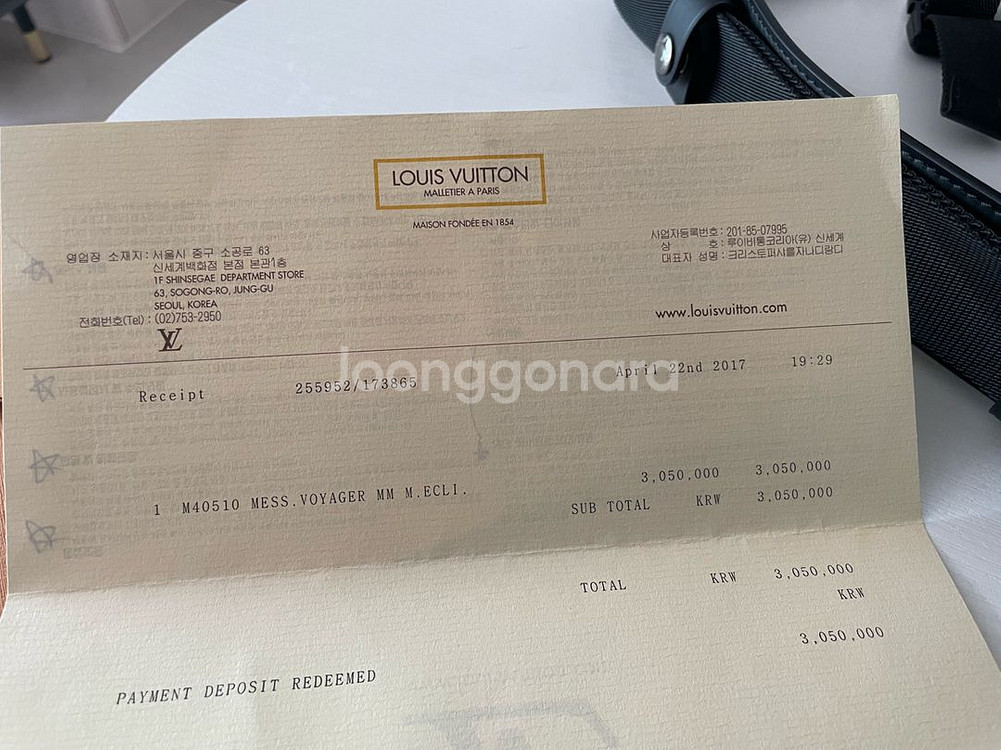 LOUIS VUITTON
MALLETIER A PARIS
MAISON FONDÉE EN 1854
영업장 소재지 : 서울시 중구 소공로 63
신세계백화점 본점 본관1층
1F SHINSEGAE DEPARTMENT STORE
63, SOGONG-RO, JUNG-GU
SEOUL, KOREA
전화번호(Tel) : (02)753-2950
LV
사업자등록번호 : 201-85-07995
상 호 : 루이비통코리아(유) 신세계
대표자 성명 : 크리스토퍼시를자나디랑다
www.louisvuitton.com
Joonggonara
Receipt 255952/173865 April 22nd 2017 19:29
1 M40510 MESS.VOYAGER MM M.ECLI. 3,050,000 3,050,000
SUB TOTAL KRW 3,050,000
TOTAL KRW 3,050,000
KRW
3,050,000
PAYMENT DEPOSIT REDEEMED